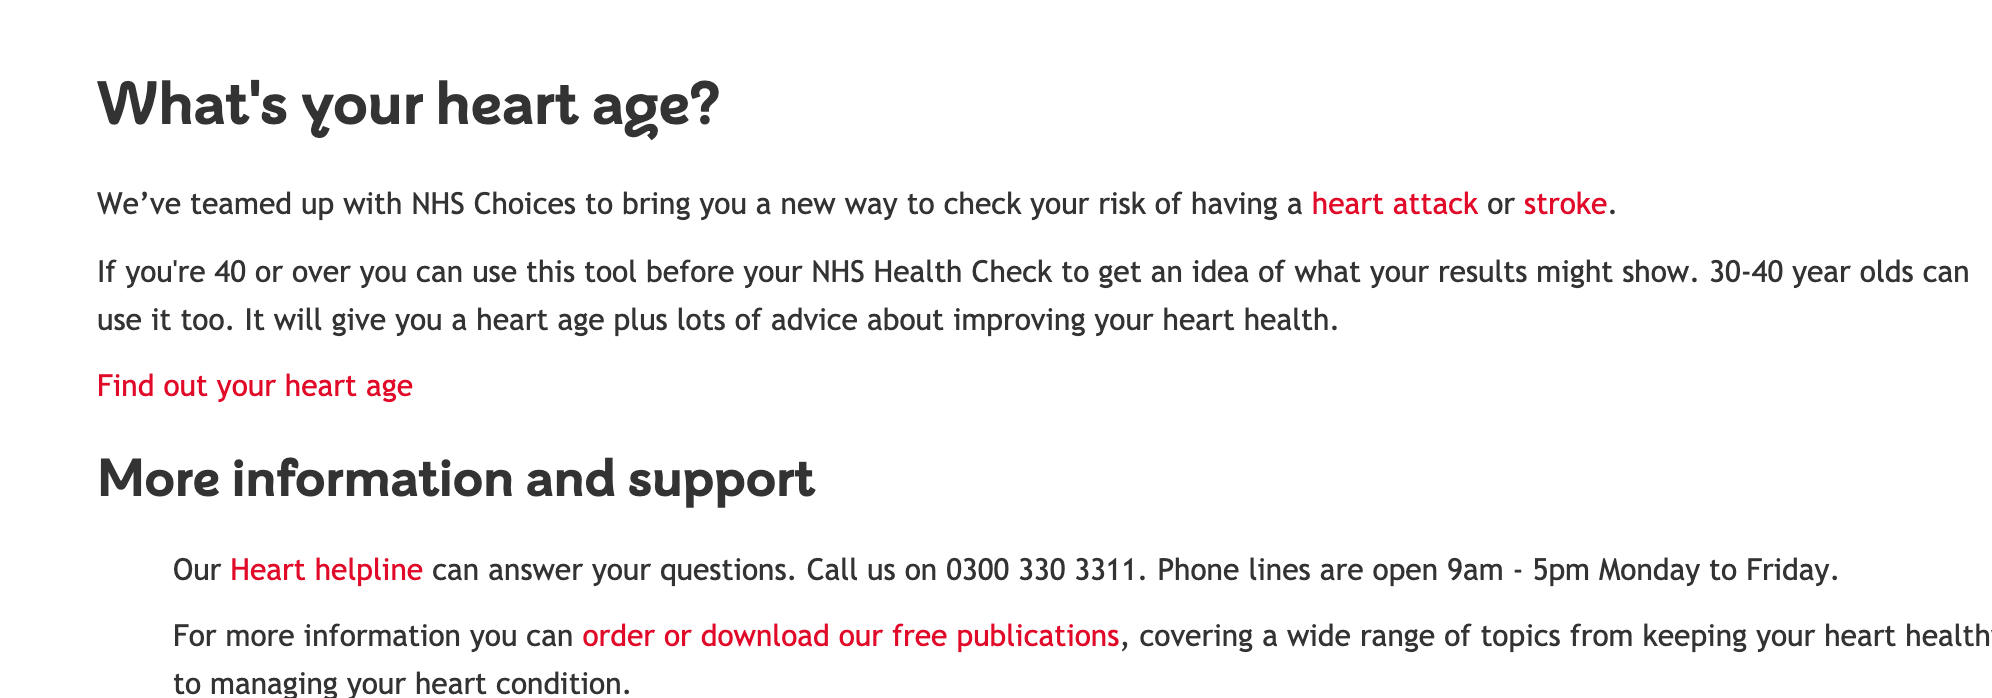 What's your heart age?
We’ve teamed up with NHS Choices to bring you a new way to check your risk of having a heart attack or stroke.
If you're 40 or over you can use this tool before your NHS Health Check to get an idea of what your results might show. 30-40 year olds can
use it too. It will give you a heart age plus lots of advice about improving your heart health.
Find out your heart age
More information and support
Our Heart helpline can answer your questions. Call us on 0300 330 3311. Phone lines are open 9am - 5pm Monday to Friday.
For more information you can order or download our free publications, covering a wide range of topics from keeping your heart healthy
to managing your heart condition.